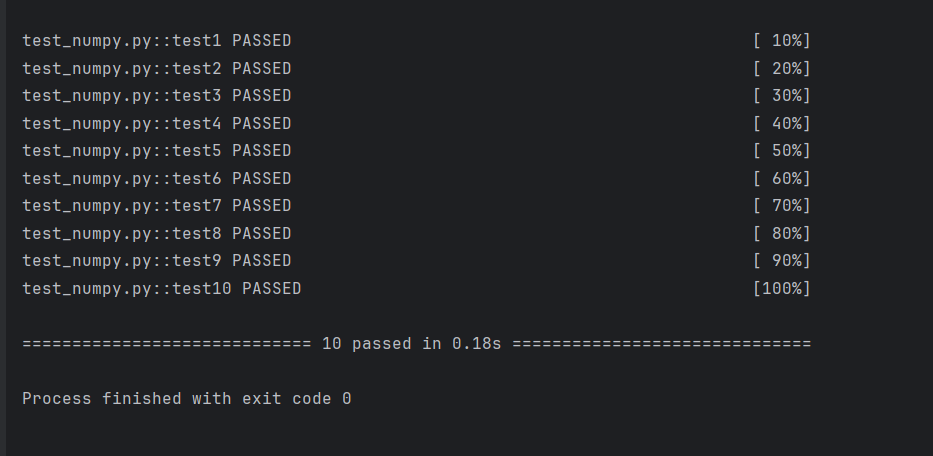 test_numpy.py::test1 PASSED [ 10%]
test_numpy.py::test2 PASSED [ 20%]
test_numpy.py::test3 PASSED [ 30%]
test_numpy.py::test4 PASSED [ 40%]
test_numpy.py::test5 PASSED [ 50%]
test_numpy.py::test6 PASSED [ 60%]
test_numpy.py::test7 PASSED [ 70%]
test_numpy.py::test8 PASSED [ 80%]
test_numpy.py::test9 PASSED [ 90%]
test_numpy.py::test10 PASSED [100%]
============================= 10 passed in 0.18s ==============================
Process finished with exit code 0